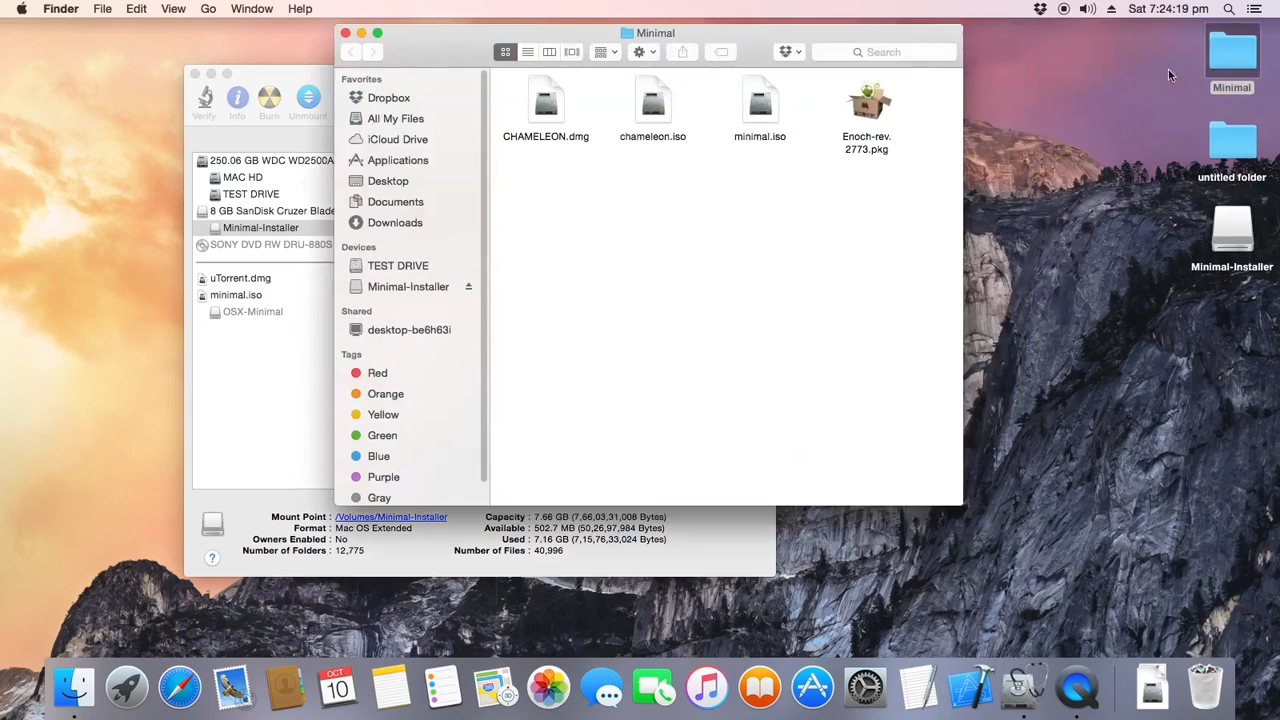 Finder File Edit View Go Window Help
Sat 7:24:19 pm
Minimal
Search
Favorites
Dropbox
All My Files
iCloud Drive
Applications
Desktop
Documents
Downloads
Devices
TEST DRIVE
Minimal-Installer
Shared
desktop-be6h63i
Tags
Red
Orange
Yellow
Green
Blue
Purple
Gray
CHAMELEON.dmg
chameleon.iso
minimal.iso
Enoch-rev.
2773.pkg
Verify Info Burn Unmount
250.06 GB WDC WD2500A
MAC HD
TEST DRIVE
8 GB SanDisk Cruzer Blade
Minimal-Installer
SONY DVD RW DRU-880S
uTorrent.dmg
minimal.iso
OSX-Minimal
Mount Point : /Volumes/Minimal-Installer
Format : Mac OS Extended
Owners Enabled : No
Number of Folders : 12,775
Capacity : 7.66 GB (7,66,03,31,008 Bytes)
Available : 502.7 MB (50,26,97,984 Bytes)
Used : 7.16 GB (7,15,76,33,024 Bytes)
Number of Files : 40,996
?
Minimal
untitled folder
Minimal-Installer
OCT
10
3D